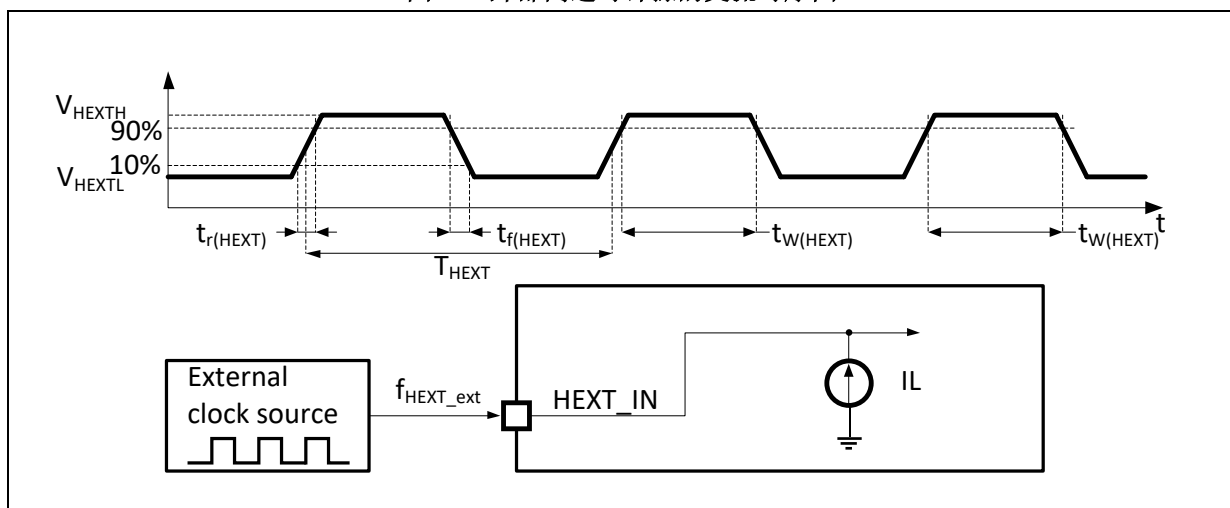 V_HEXTH
90%
10%
V_HEXTL
t
t_r(HEXT)
t_f(HEXT)
t_W(HEXT)
t_W(HEXT)
T_HEXT
External
clock source
f_HEXT_ext
HEXT_IN
IL